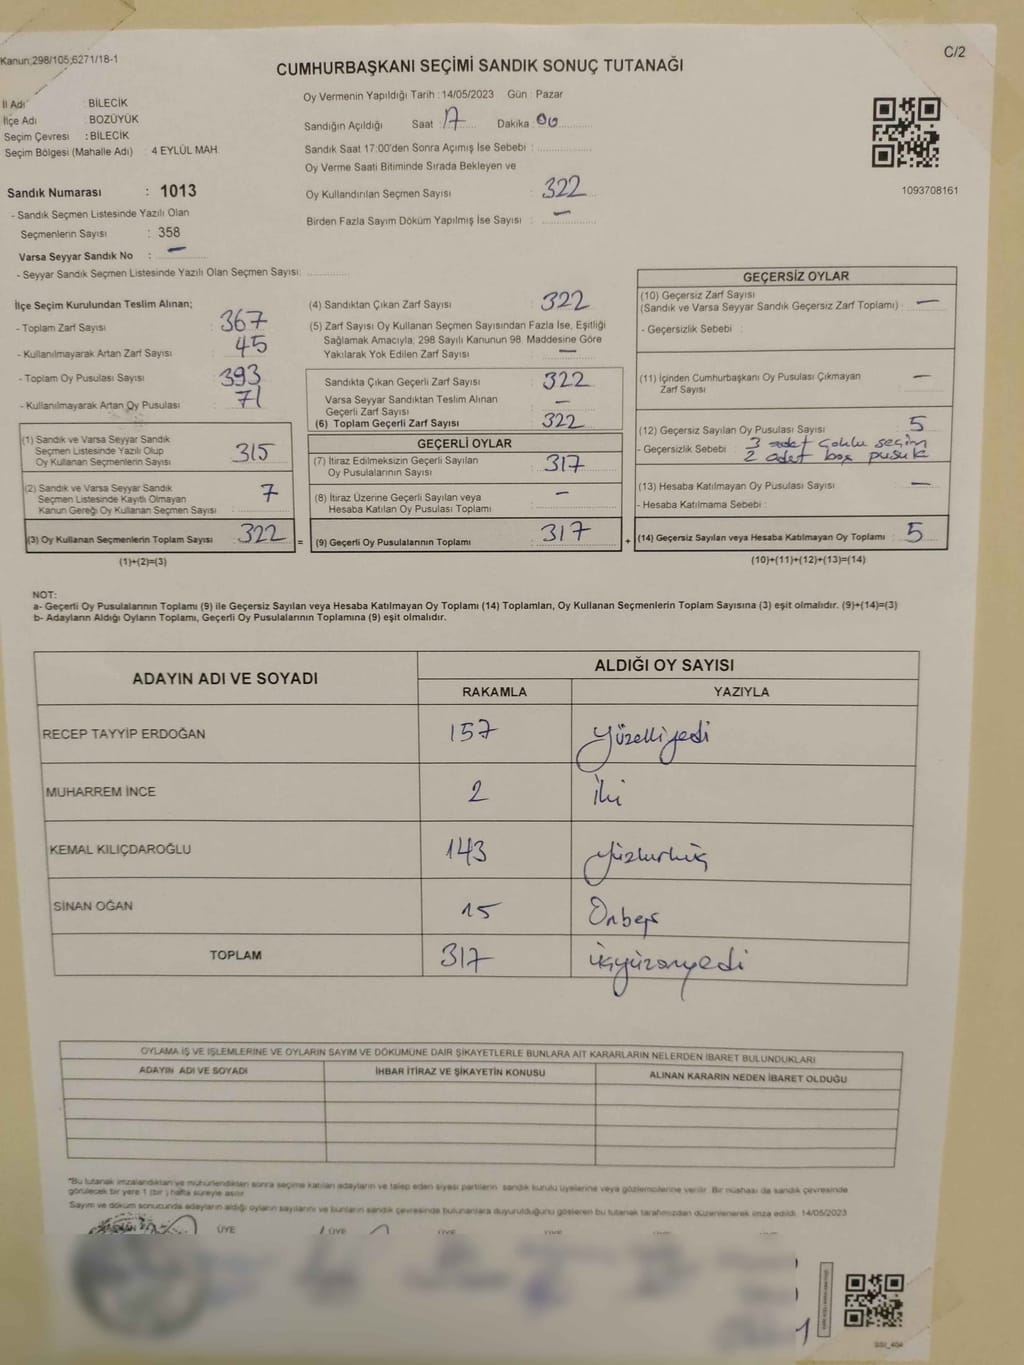 Kanun;298/105;6271/18-1
C/2
CUMHURBAŞKANI SEÇİMİ SANDIK SONUÇ TUTANAĞI
İl Adı : BİLECİK
İlçe Adı : BOZÜYÜK
Seçim Çevresi : BİLECİK
Seçim Bölgesi (Mahalle Adı) 4 EYLÜL MAH.
Sandık Numarası : 1013
- Sandık Seçmen Listesinde Yazılı Olan
Seçmenlerin Sayısı : 358
Varsa Seyyar Sandık No : —
- Seyyar Sandık Seçmen Listesinde Yazılı Olan Seçmen Sayısı:
Oy Vermenin Yapıldığı Tarih : 14/05/2023 Gün : Pazar
Sandığın Açıldığı Saat : 17 Dakika : 00
Sandık Saat 17:00'den Sonra Açımış İse Sebebi :
Oy Verme Saati Bitiminde Sırada Bekleyen ve
Oy Kullandırılan Seçmen Sayısı : 322
Birden Fazla Sayım Döküm Yapılmış İse Sayısı : —
1093708161
İlçe Seçim Kurulundan Teslim Alınan;
- Toplam Zarf Sayısı : 367
- Kullanılmayarak Artan Zarf Sayısı : 45
- Toplam Oy Pusulası Sayısı : 393
- Kullanılmayarak Artan Oy Pusulası : 71
(1) Sandık ve Varsa Seyyar Sandık
Seçmen Listesinde Yazılı Olup
Oy Kullanan Seçmenlerin Sayısı : 315
(2) Sandık ve Varsa Seyyar Sandık
Seçmen Listesinde Kayıtlı Olmayan
Kanun Gereği Oy Kullanan Seçmen Sayısı : 7
(3) Oy Kullanan Seçmenlerin Toplam Sayısı : 322 =
(1)+(2)=(3)
(4) Sandıktan Çıkan Zarf Sayısı : 322
(5) Zarf Sayısı Oy Kullanan Seçmen Sayısından Fazla İse, Eşitliği
Sağlamak Amacıyla; 298 Sayılı Kanunun 98. Maddesine Göre
Yakılarak Yok Edilen Zarf Sayısı : —
Sandıkta Çıkan Geçerli Zarf Sayısı : 322
Varsa Seyyar Sandıktan Teslim Alınan
Geçerli Zarf Sayısı : —
(6) Toplam Geçerli Zarf Sayısı : 322
GEÇERLİ OYLAR
(7) İtiraz Edilmeksizin Geçerli Sayılan
Oy Pusulalarının Sayısı : 317
(8) İtiraz Üzerine Geçerli Sayılan veya
Hesaba Katılan Oy Pusulası Toplamı : —
(9) Geçerli Oy Pusulalarının Toplamı : 317 +
GEÇERSİZ OYLAR
(10) Geçersiz Zarf Sayısı
(Sandık ve Varsa Seyyar Sandık Geçersiz Zarf Toplamı) : —
- Geçersizlik Sebebi :
(11) İçinden Cumhurbaşkanı Oy Pusulası Çıkmayan
Zarf Sayısı : —
(12) Geçersiz Sayılan Oy Pusulası Sayısı : 5
- Geçersizlik Sebebi : 3 adet çoklu seçim
2 adet boş pusula
(13) Hesaba Katılmayan Oy Pusulası Sayısı : —
- Hesaba Katılmama Sebebi :
(14) Geçersiz Sayılan veya Hesaba Katılmayan Oy Toplamı : 5
(10)+(11)+(12)+(13)=(14)
NOT:
a- Geçerli Oy Pusulalarının Toplamı (9) ile Geçersiz Sayılan veya Hesaba Katılmayan Oy Toplamı (14) Toplamları, Oy Kullanan Seçmenlerin Toplam Sayısına (3) eşit olmalıdır. (9)+(14)=(3)
b- Adayların Aldığı Oyların Toplamı, Geçerli Oy Pusulalarının Toplamına (9) eşit olmalıdır.
ADAYIN ADI VE SOYADI
ALDIĞI OY SAYISI
RAKAMLA YAZIYLA
RECEP TAYYİP ERDOĞAN 157 yüzelliyedi
MUHARREM İNCE 2 İki
KEMAL KILIÇDAROĞLU 143 yüzkırküç
SİNAN OĞAN 15 Onbeş
TOPLAM 317 üçyüzonyedi
OYLAMA İŞ VE İŞLEMLERİNE VE OYLARIN SAYIM VE DÖKÜMÜNE DAİR ŞİKAYETLERLE BUNLARA AİT KARARLARIN NELERDEN İBARET BULUNDUKLARI
ADAYIN ADI VE SOYADI İHBAR İTİRAZ VE ŞİKAYETİN KONUSU ALINAN KARARIN NEDEN İBARET OLDUĞU
*Bu tutanak imzalandıktan ve mühürlendikten sonra seçime katılan adayların ve talep eden siyasi partilerin sandık kurulu üyelerine veya gözlemcilerine verilir. Bir nüshası da sandık çevresinde
görülecek bir yere 1 (bir) hafta süreyle asılır.
Sayım ve döküm sonucunda adayların aldığı oyların sayılarını ve bunların sandık çevresinde bulunanlara duyurulduğunu gösteren bu tutanak tarafımızdan düzenlenerek imza edildi. 14/05/2023
ÜYE ÜYE ÜYE ÜYE ÜYE